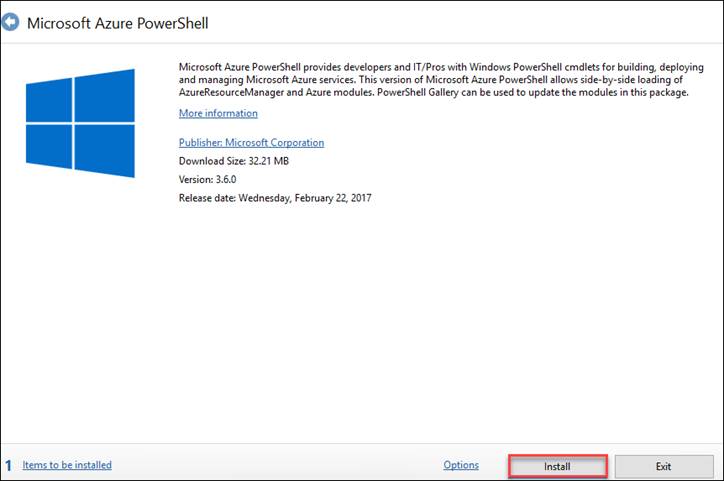 Microsoft Azure PowerShell
Microsoft Azure PowerShell provides developers and IT/Pros with Windows PowerShell cmdlets for building, deploying
and managing Microsoft Azure services. This version of Microsoft Azure PowerShell allows side-by-side loading of
AzureResourceManager and Azure modules. PowerShell Gallery can be used to update the modules in this package.
More information
Publisher: Microsoft Corporation
Download Size: 32.21 MB
Version: 3.6.0
Release date: Wednesday, February 22, 2017
1 Items to be installed Options Install Exit